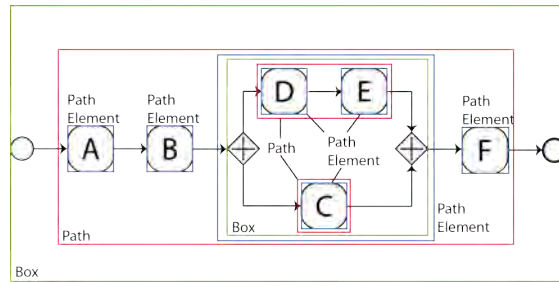 Path
Element
A
Path
Element
B
D
E
Path
Path
Element
C
Box
Path
Element
F
Path
Element
Path
Box